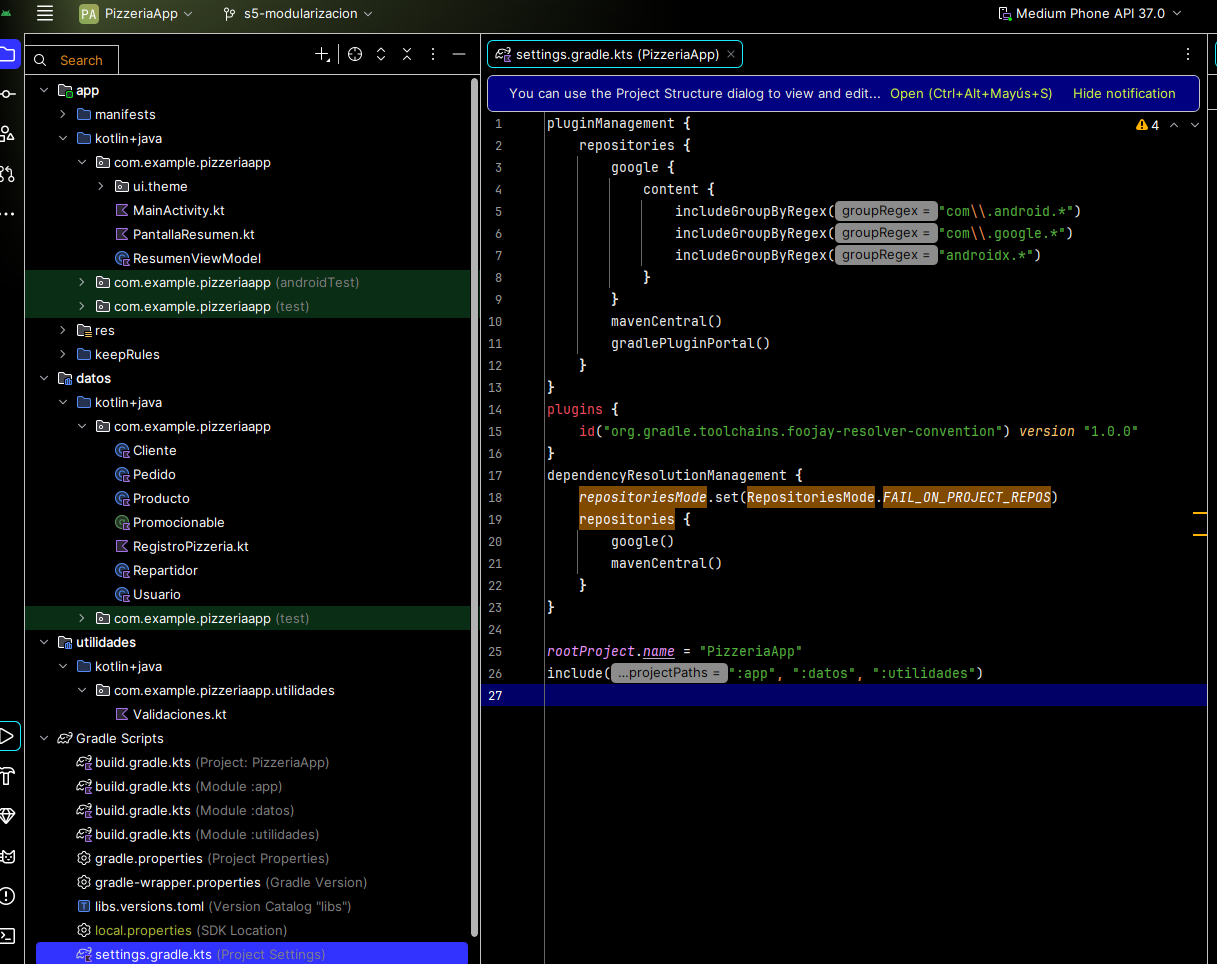 PA PizzeriaApp s5-modularizacion Medium Phone API 37.0
Search
app
manifests
kotlin+java
com.example.pizzeriaapp
ui.theme
MainActivity.kt
PantallaResumen.kt
ResumenViewModel
com.example.pizzeriaapp (androidTest)
com.example.pizzeriaapp (test)
res
keepRules
datos
kotlin+java
com.example.pizzeriaapp
Cliente
Pedido
Producto
Promocionable
RegistroPizzeria.kt
Repartidor
Usuario
com.example.pizzeriaapp (test)
utilidades
kotlin+java
com.example.pizzeriaapp.utilidades
Validaciones.kt
Gradle Scripts
build.gradle.kts (Project: PizzeriaApp)
build.gradle.kts (Module :app)
build.gradle.kts (Module :datos)
build.gradle.kts (Module :utilidades)
gradle.properties (Project Properties)
gradle-wrapper.properties (Gradle Version)
libs.versions.toml (Version Catalog "libs")
local.properties (SDK Location)
settings.gradle.kts (Project Settings)
settings.gradle.kts (PizzeriaApp)
You can use the Project Structure dialog to view and edit... Open (Ctrl+Alt+Mayús+S) Hide notification
4
1 pluginManagement {
2 repositories {
3 google {
4 content {
5 includeGroupByRegex( groupRegex = "com\\.android.*")
6 includeGroupByRegex( groupRegex = "com\\.google.*")
7 includeGroupByRegex( groupRegex = "androidx.*")
8 }
9 }
10 mavenCentral()
11 gradlePluginPortal()
12 }
13 }
14 plugins {
15 id("org.gradle.toolchains.foojay-resolver-convention") version "1.0.0"
16 }
17 dependencyResolutionManagement {
18 repositoriesMode.set(RepositoriesMode.FAIL_ON_PROJECT_REPOS)
19 repositories {
20 google()
21 mavenCentral()
22 }
23 }
24
25 rootProject.name = "PizzeriaApp"
26 include( ...projectPaths = ":app", ":datos", ":utilidades")
27